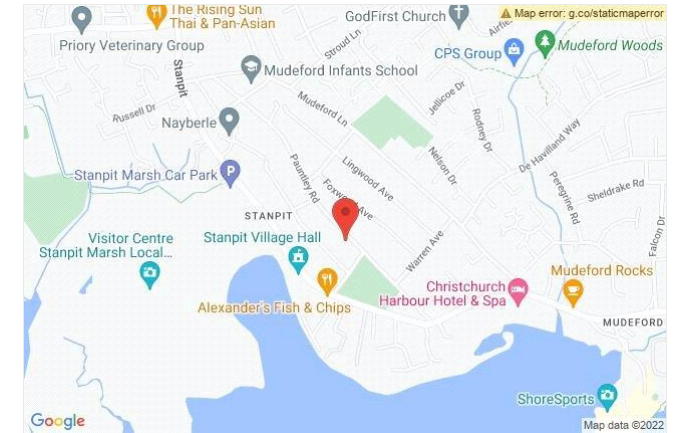 The Rising Sun
Thai & Pan-Asian
GodFirst Church
Airfie
Map error: g.co/staticmaperror
Priory Veterinary Group
Stroud Ln
CPS Group
Mudeford Woods
Stanpit
Mudeford Infants School
Russell Dr
Mudeford Ln
Jellicoe Dr
Rodney Dr
Nayberle
De Havilland Way
Nelson Dr
Lingwood Ave
Pauntley Rd
Foxwood Ave
Stanpit Marsh Car Park
Peregrine Rd
Sheldrake Rd
STANPIT
Falcon Dr
Visitor Centre
Stanpit Marsh Local...
Stanpit Village Hall
Warren Ave
Mudeford Rocks
Christchurch
Harbour Hotel & Spa
Alexander's Fish & Chips
MUDEFORD
ShoreSports
Google
Map data ©2022